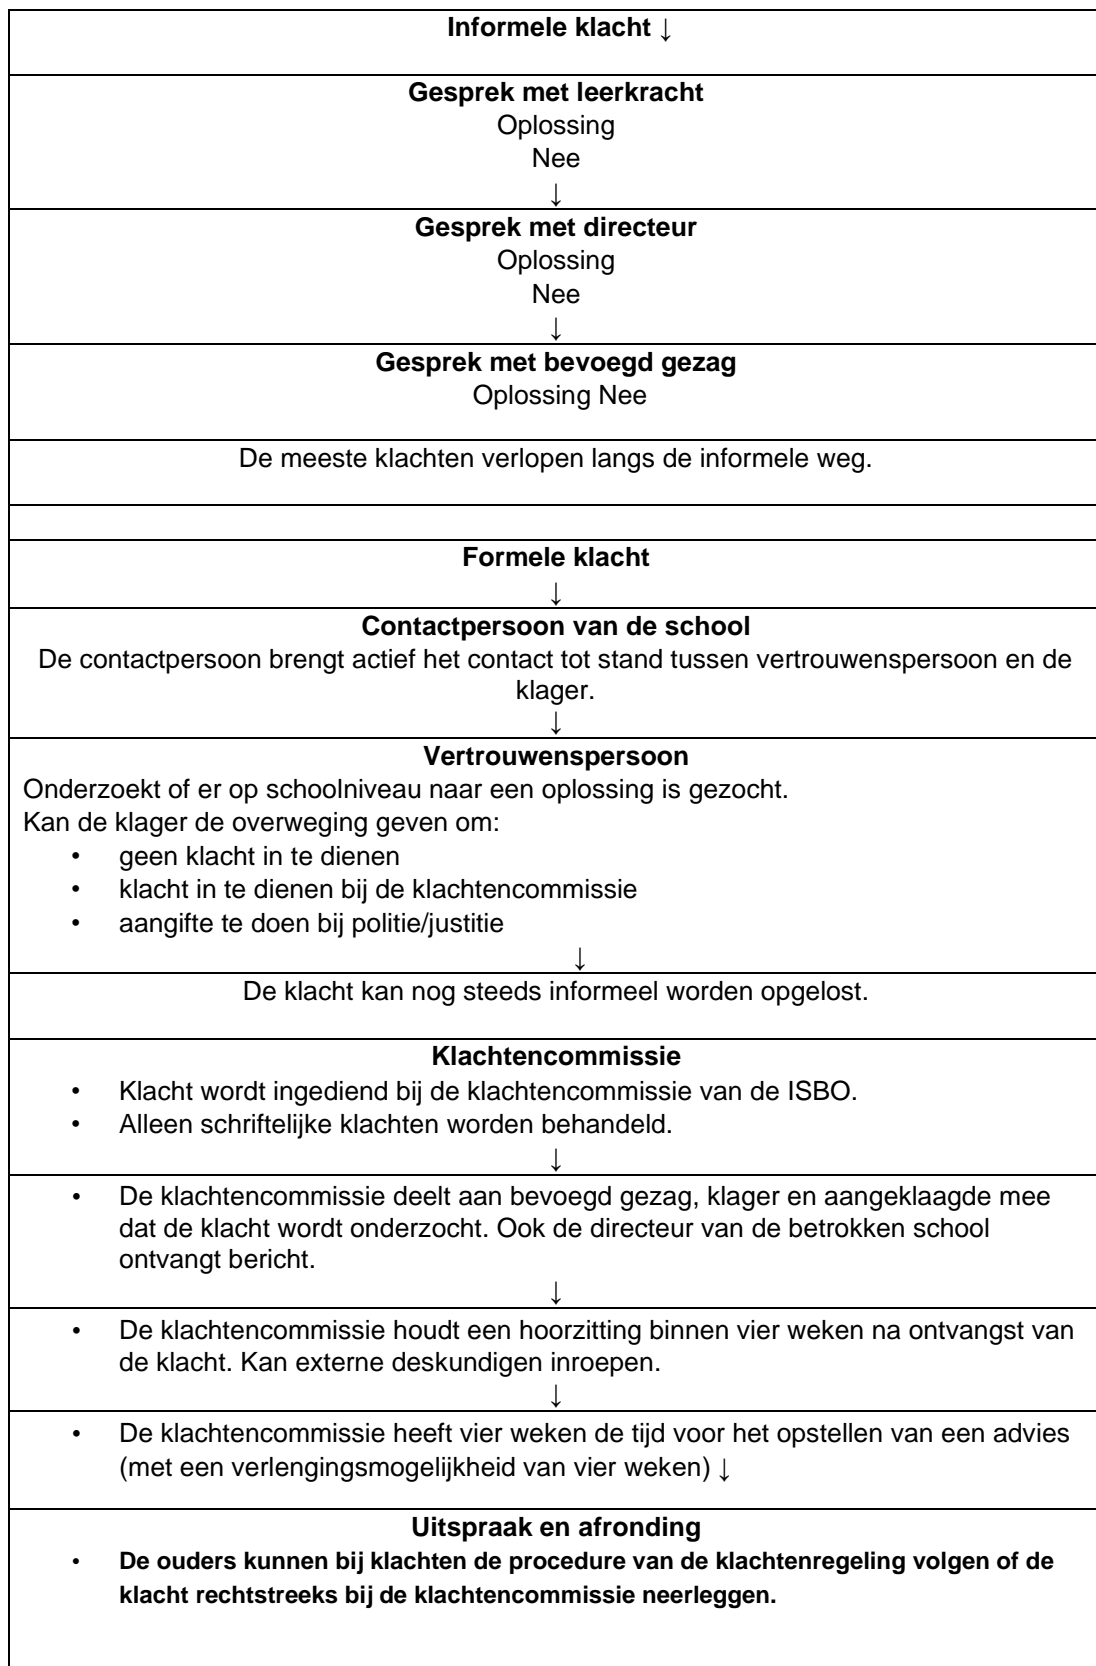 Informele klacht ↓
Gesprek met leerkracht
Oplossing
Nee
↓
Gesprek met directeur
Oplossing
Nee
↓
Gesprek met bevoegd gezag
Oplossing Nee
De meeste klachten verlopen langs de informele weg.
Formele klacht
↓
Contactpersoon van de school
De contactpersoon brengt actief het contact tot stand tussen vertrouwenspersoon en de
klager.
↓
Vertrouwenspersoon
Onderzoekt of er op schoolniveau naar een oplossing is gezocht.
Kan de klager de overweging geven om:
• geen klacht in te dienen
• klacht in te dienen bij de klachtencommissie
• aangifte te doen bij politie/justitie
↓
De klacht kan nog steeds informeel worden opgelost.
Klachtencommissie
• Klacht wordt ingediend bij de klachtencommissie van de ISBO.
• Alleen schriftelijke klachten worden behandeld.
↓
• De klachtencommissie deelt aan bevoegd gezag, klager en aangeklaagde mee
dat de klacht wordt onderzocht. Ook de directeur van de betrokken school
ontvangt bericht.
↓
• De klachtencommissie houdt een hoorzitting binnen vier weken na ontvangst van
de klacht. Kan externe deskundigen inroepen.
↓
• De klachtencommissie heeft vier weken de tijd voor het opstellen van een advies
(met een verlengingsmogelijkheid van vier weken) ↓
Uitspraak en afronding
• De ouders kunnen bij klachten de procedure van de klachtenregeling volgen of de
klacht rechtstreeks bij de klachtencommissie neerleggen.